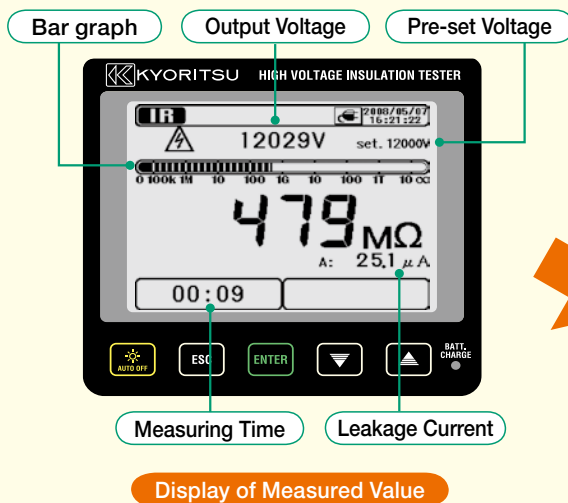 Bar graph
Output Voltage
Pre-set Voltage
KYORITSU HIGH VOLTAGE INSULATION TESTER
IR
2008/05/07
16:21:22
12029V
set. 12000V
0 100k 1M 10 100 1G 10 100 1T 10 ∞
479MΩ
A: 25.1 μA
00:09
AUTO OFF
ESC
ENTER
BATT.
CHARGE
Measuring Time
Leakage Current
Display of Measured Value